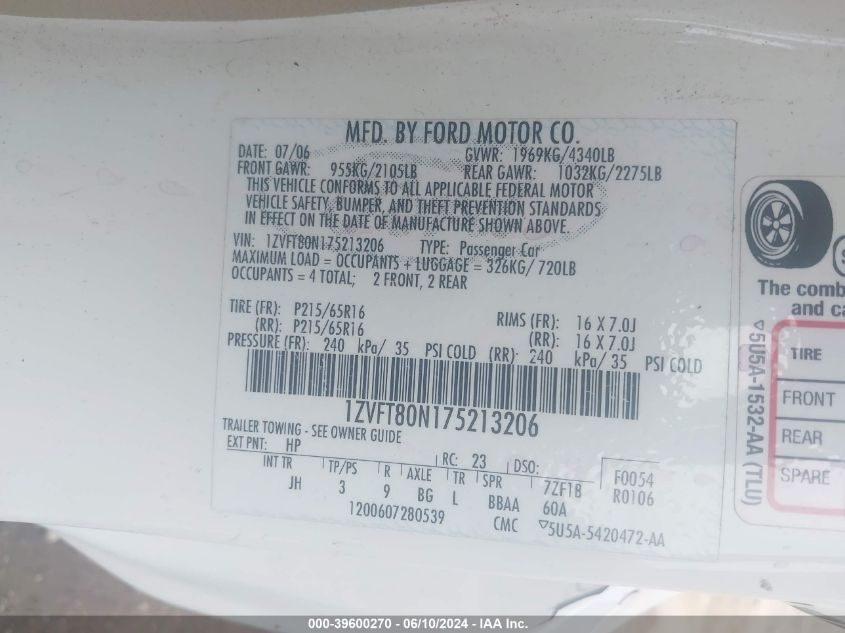 MFD. BY FORD MOTOR CO.
DATE: 07/06 GVWR: 1969KG/4340LB
FRONT GAWR: 955KG/2105LB REAR GAWR: 1032KG/2275LB
THIS VEHICLE CONFORMS TO ALL APPLICABLE FEDERAL MOTOR
VEHICLE SAFETY, BUMPER, AND THEFT PREVENTION STANDARDS
IN EFFECT ON THE DATE OF MANUFACTURE SHOWN ABOVE.
VIN: 1ZVFT80N175213206 TYPE: Passenger Car
MAXIMUM LOAD = OCCUPANTS + LUGGAGE = 326KG/ 720LB
OCCUPANTS = 4 TOTAL; 2 FRONT, 2 REAR
TIRE (FR): P215/65R16 RIMS (FR): 16 X 7.0J
(RR): P215/65R16 (RR): 16 X 7.0J
PRESSURE (FR): 240 kPa/ 35 PSI COLD (RR): 240 kPa/ 35 PSI COLD
1ZVFT80N175213206
TRAILER TOWING - SEE OWNER GUIDE
EXT PNT: HP RC: 23 DSO: F0054
INT TR TP/PS R AXLE TR SPR 7ZF1B R0106
JH 3 9 BG L BBAA 60A
1200607280539 CMC ▽5U5A-5420472-AA
▽5U5A-1532-AA (TLU)
The comb
and ca
TIRE
FRONT
REAR
SPARE
000-39600270 - 06/10/2024 - IAA Inc.